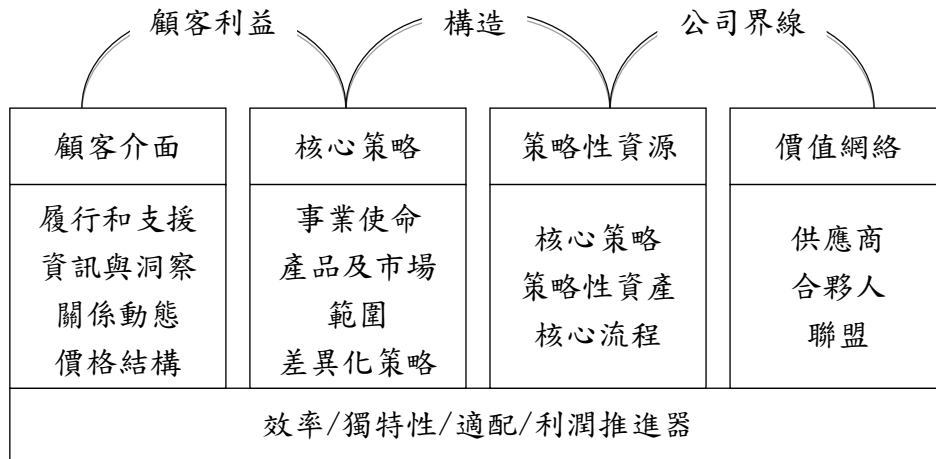 顧客利益
構造
公司界線
顧客介面
履行和支援
資訊與洞察
關係動態
價格結構
核心策略
事業使命
產品及市場
範圍
差異化策略
策略性資源
核心策略
策略性資產
核心流程
價值網絡
供應商
合夥人
聯盟
效率/獨特性/適配/利潤推進器